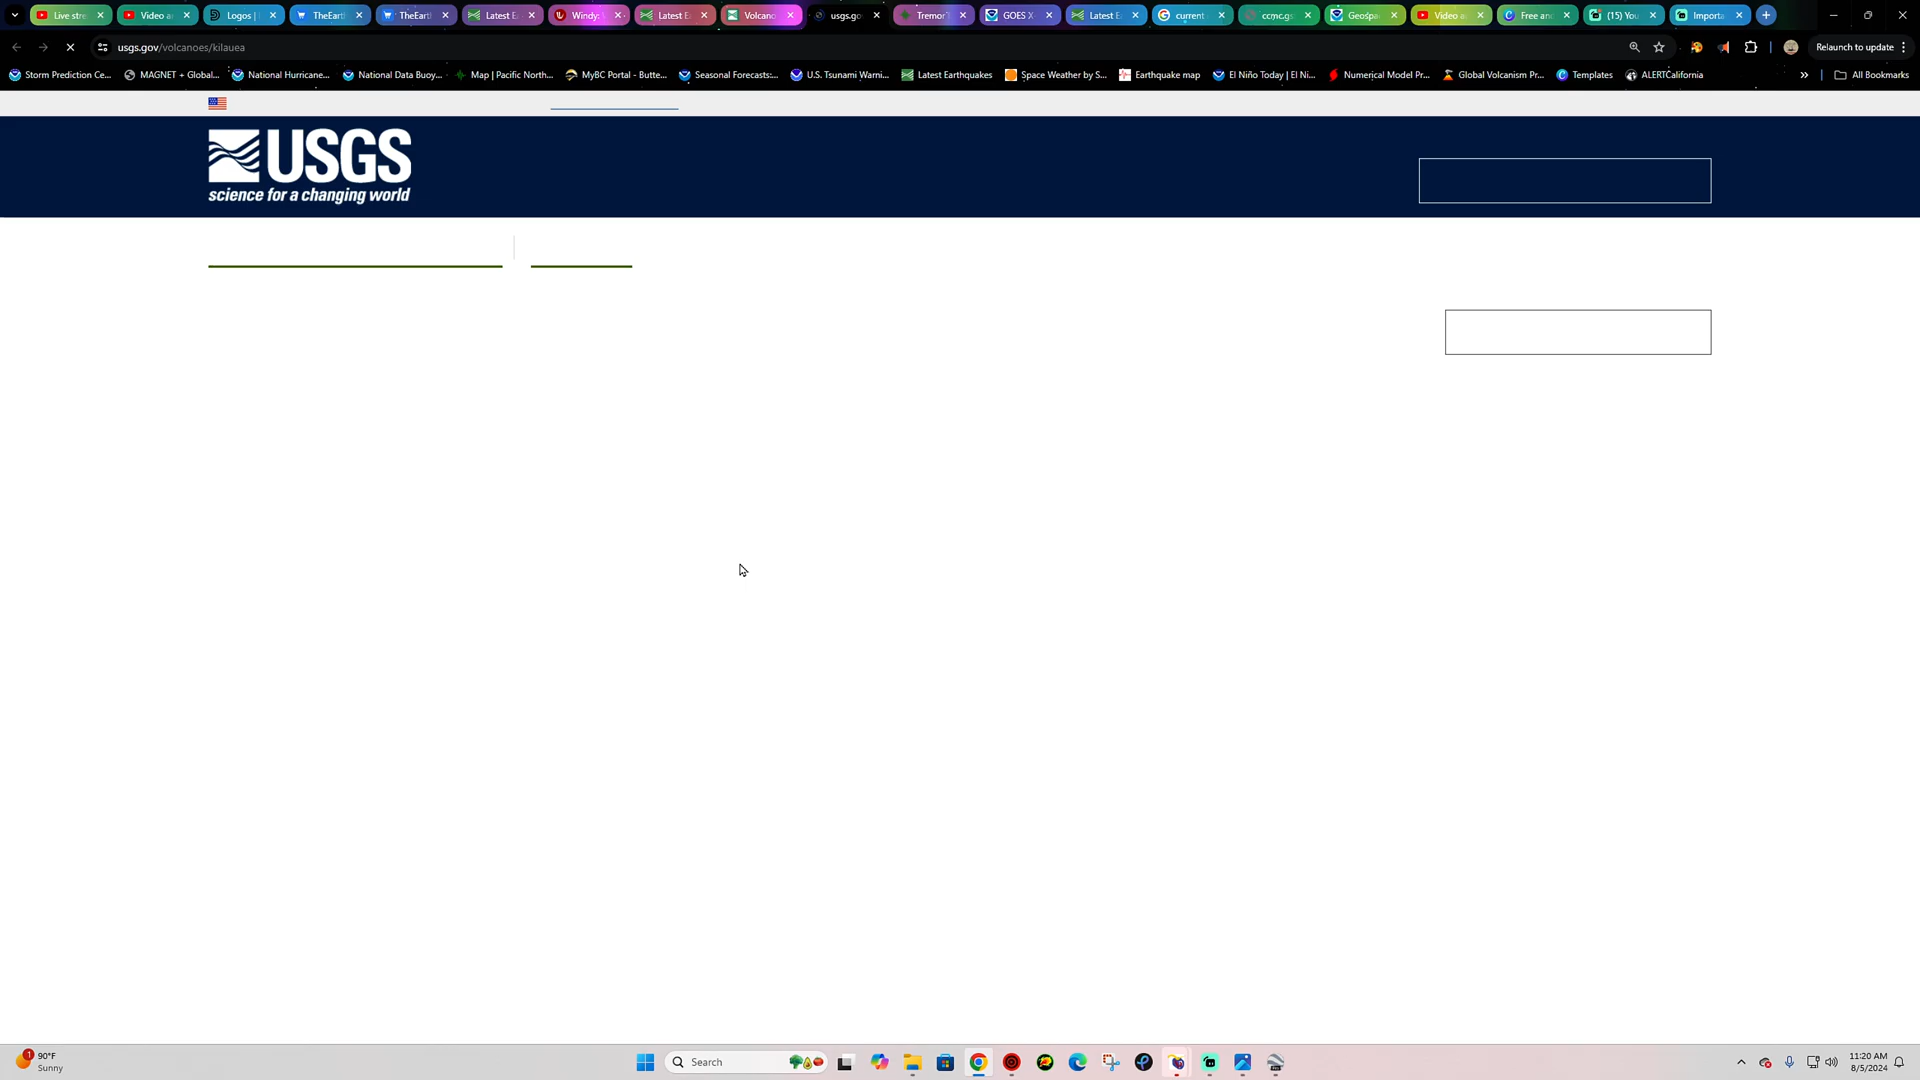 Live stre
Video a
Logos |
TheEart
TheEart
Latest E
Windy:
Latest E
Volcano
usgs.go
Tremor
GOES X
Latest E
current
ccmc.gs
Geospa
Video a
Free an
(15) You
Importa
usgs.gov/volcanoes/kilauea
Relaunch to update
Storm Prediction Ce...
MAGNET + Global...
National Hurricane...
National Data Buoy...
Map | Pacific North...
MyBC Portal - Butte...
Seasonal Forecasts:...
U.S. Tsunami Warni...
Latest Earthquakes
Space Weather by S...
Earthquake map
El Niño Today | El Ni...
Numerical Model Pr...
Global Volcanism Pr...
Templates
ALERTCalifornia
All Bookmarks
USGS
science for a changing world
1
90°F
Sunny
Search
11:20 AM
8/5/2024